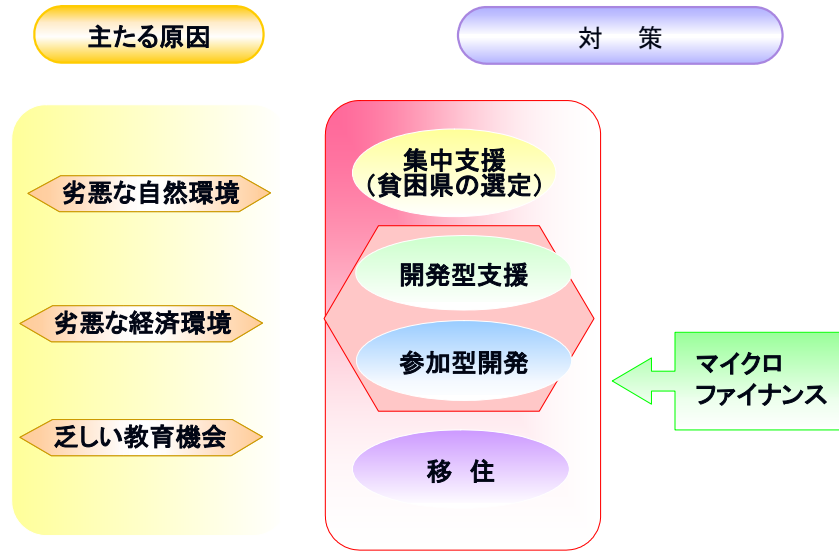 主たる原因
対　策
劣悪な自然環境
劣悪な経済環境
乏しい教育機会
集中支援
（貧困県の選定）
開発型支援
参加型開発
移　住
マイクロ
ファイナンス